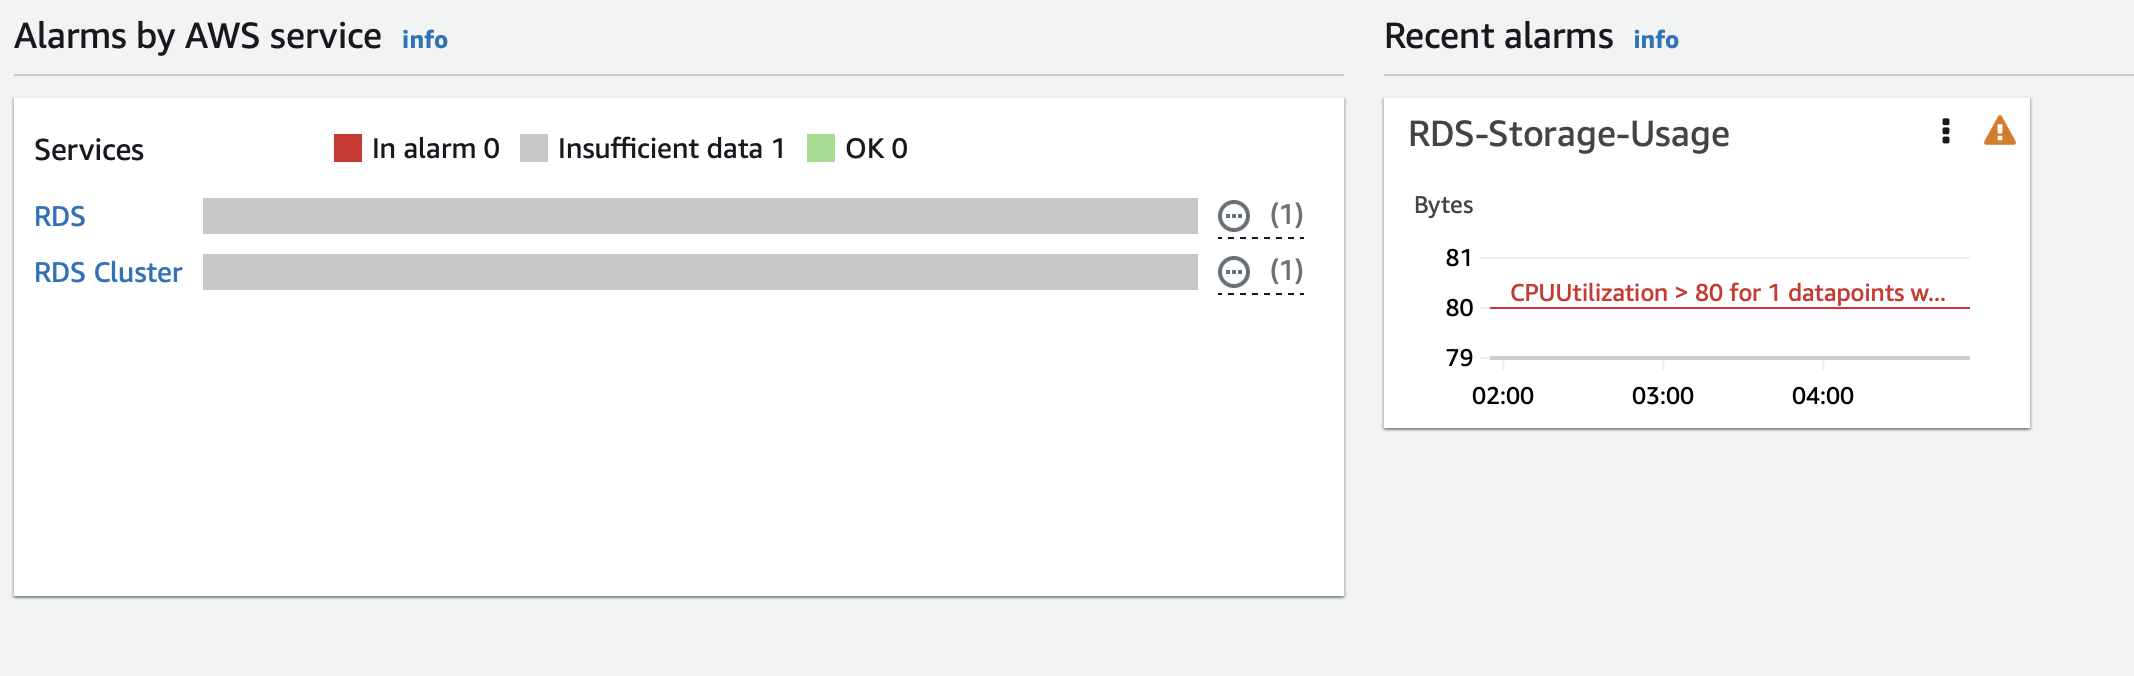 Alarms by AWS service info
Services
In alarm 0 Insufficient data 1 OK 0
RDS (1)
RDS Cluster (1)
Recent alarms info
RDS-Storage-Usage
Bytes
81
CPUUtilization > 80 for 1 datapoints w...
80
79
02:00 03:00 04:00